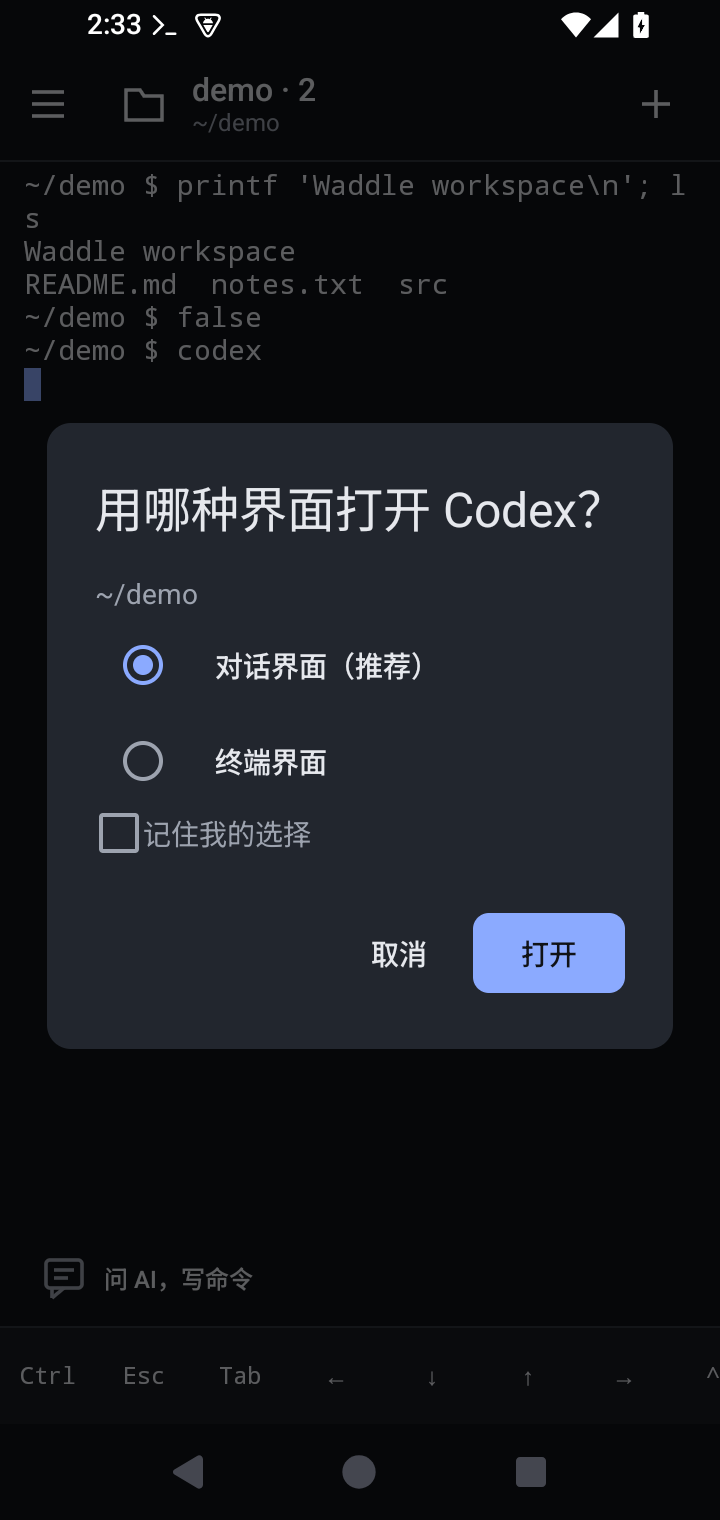 2:33
demo · 2
~/demo
~/demo $ printf 'Waddle workspace\n'; l
s
Waddle workspace
README.md  notes.txt  src
~/demo $ false
~/demo $ codex
用哪种界面打开 Codex?
~/demo
对话界面（推荐）
终端界面
记住我的选择
取消 打开
问 AI，写命令
Ctrl Esc Tab ← ↓ ↑ → ^